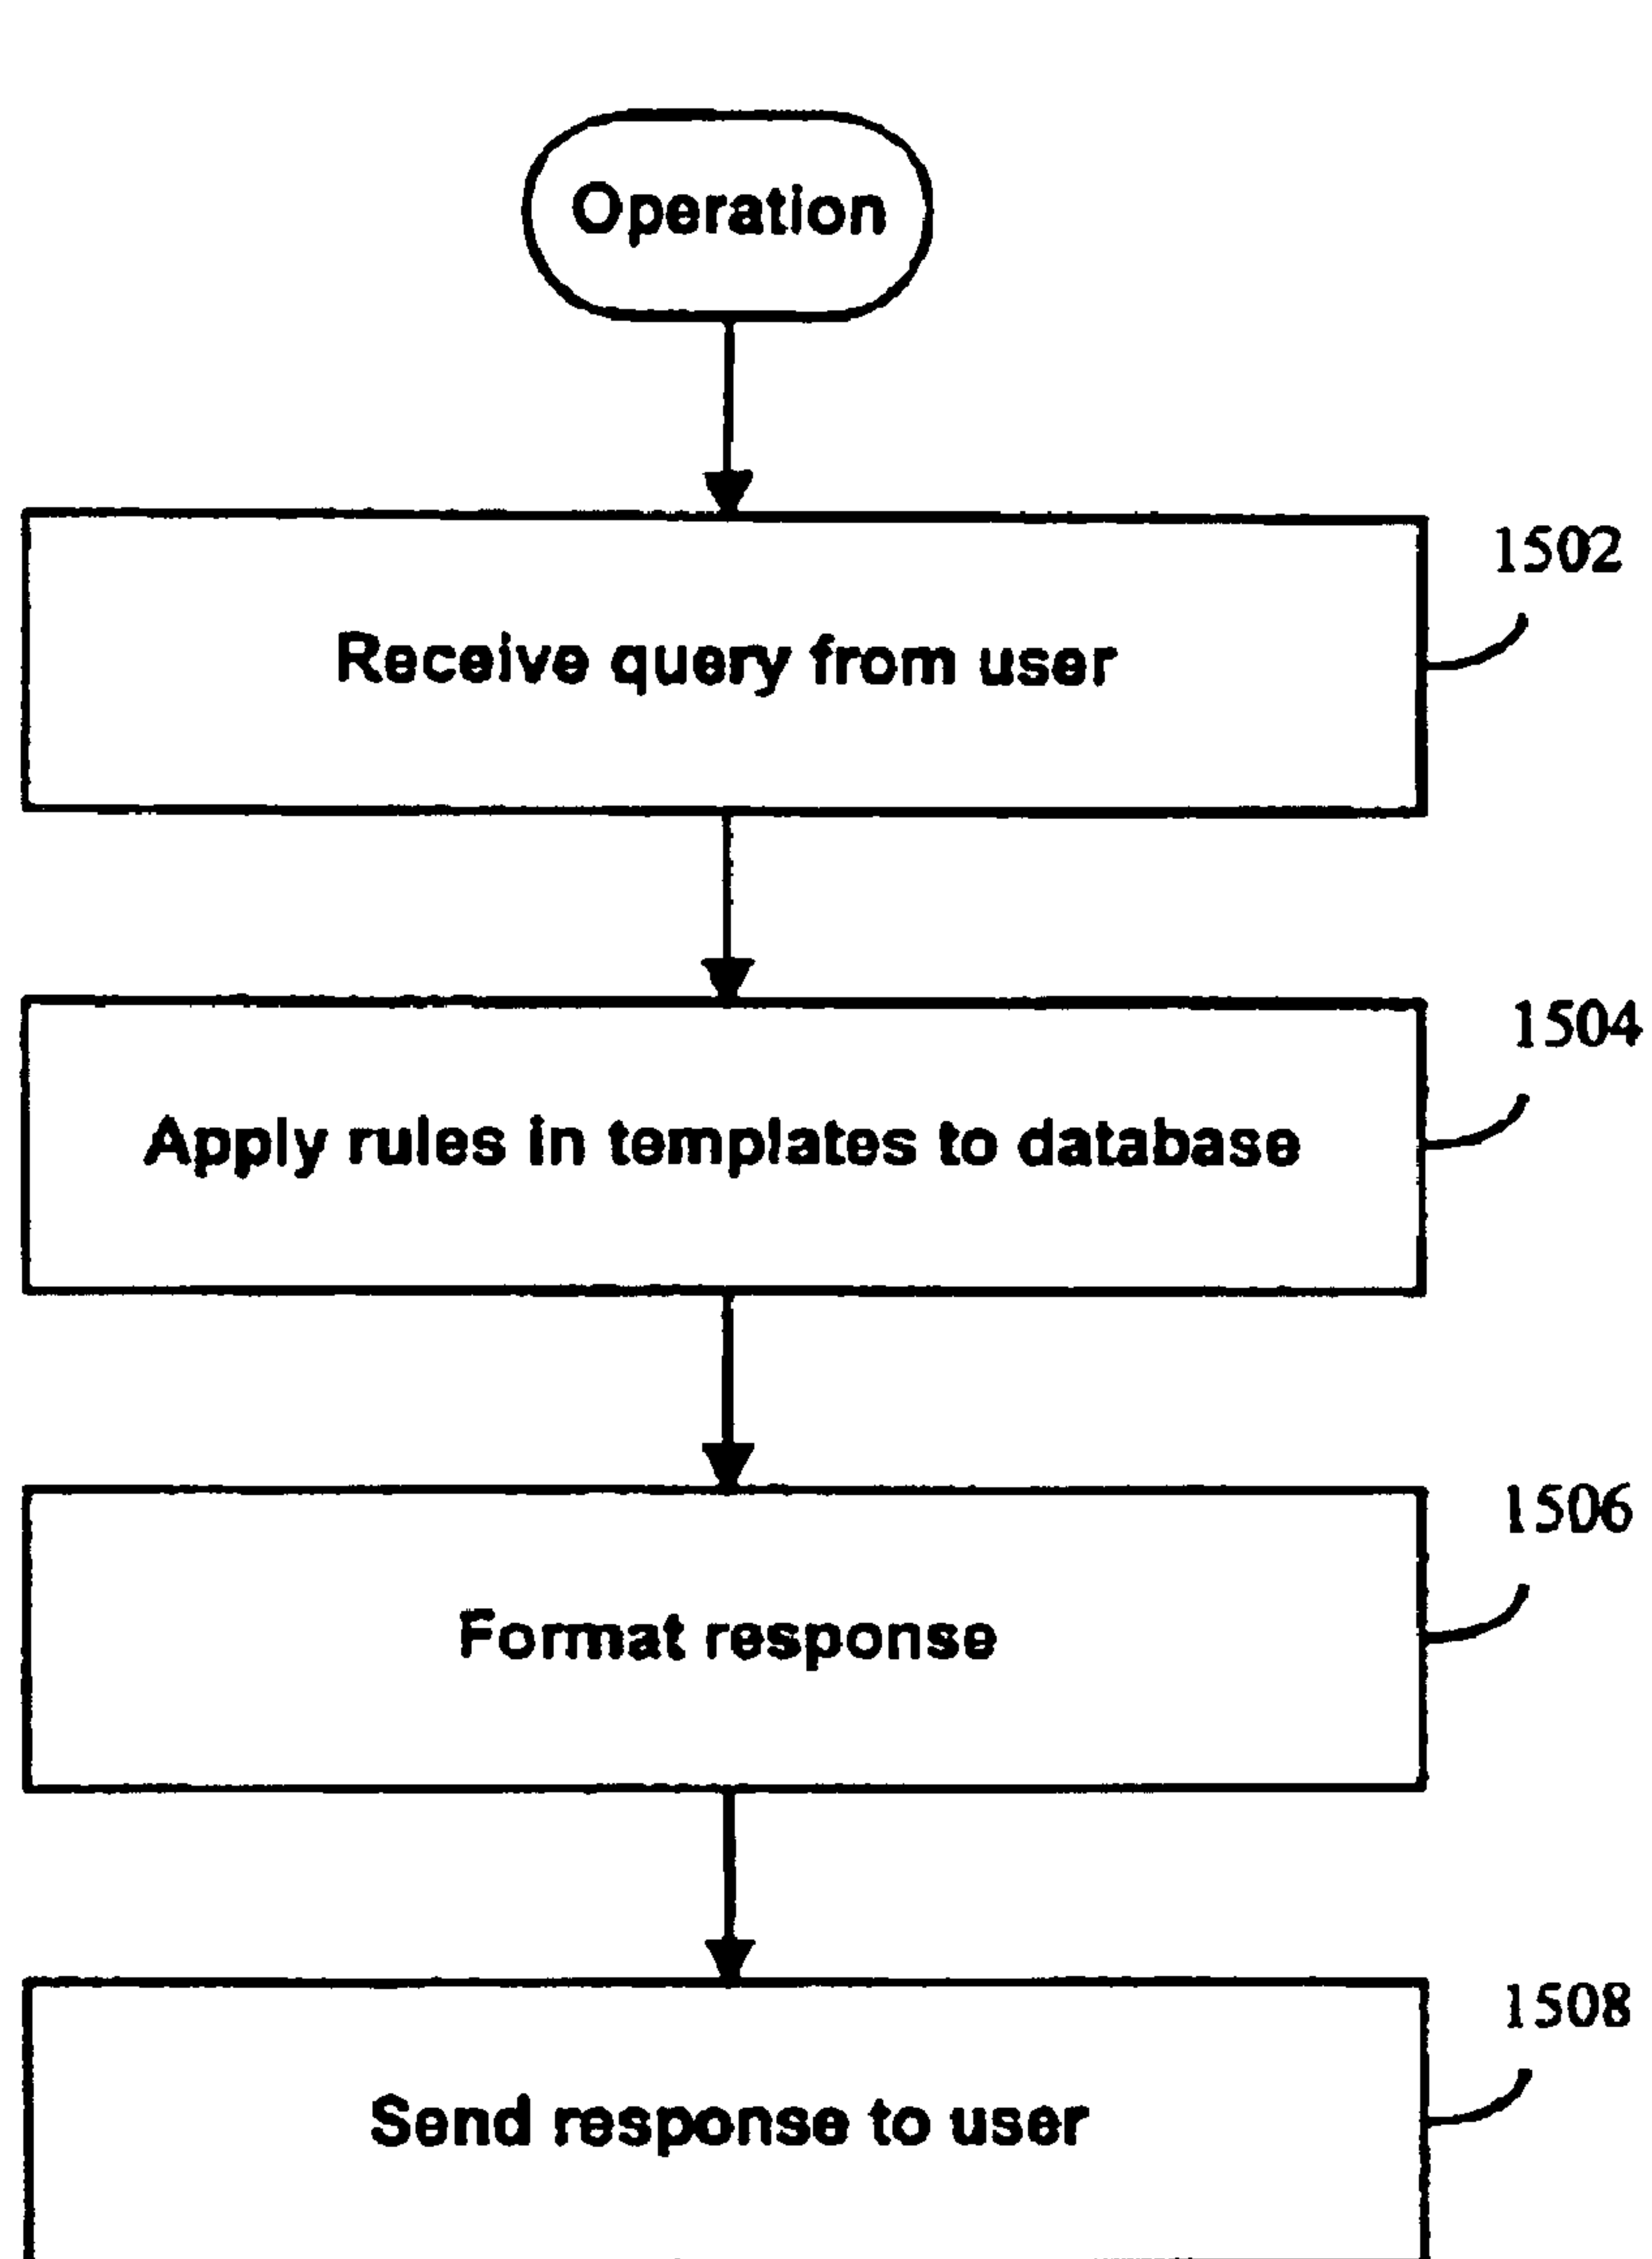 Operation
1502
Receive query from user
1504
Apply rules in templates to database
1506
Format response
1508
Send response to user